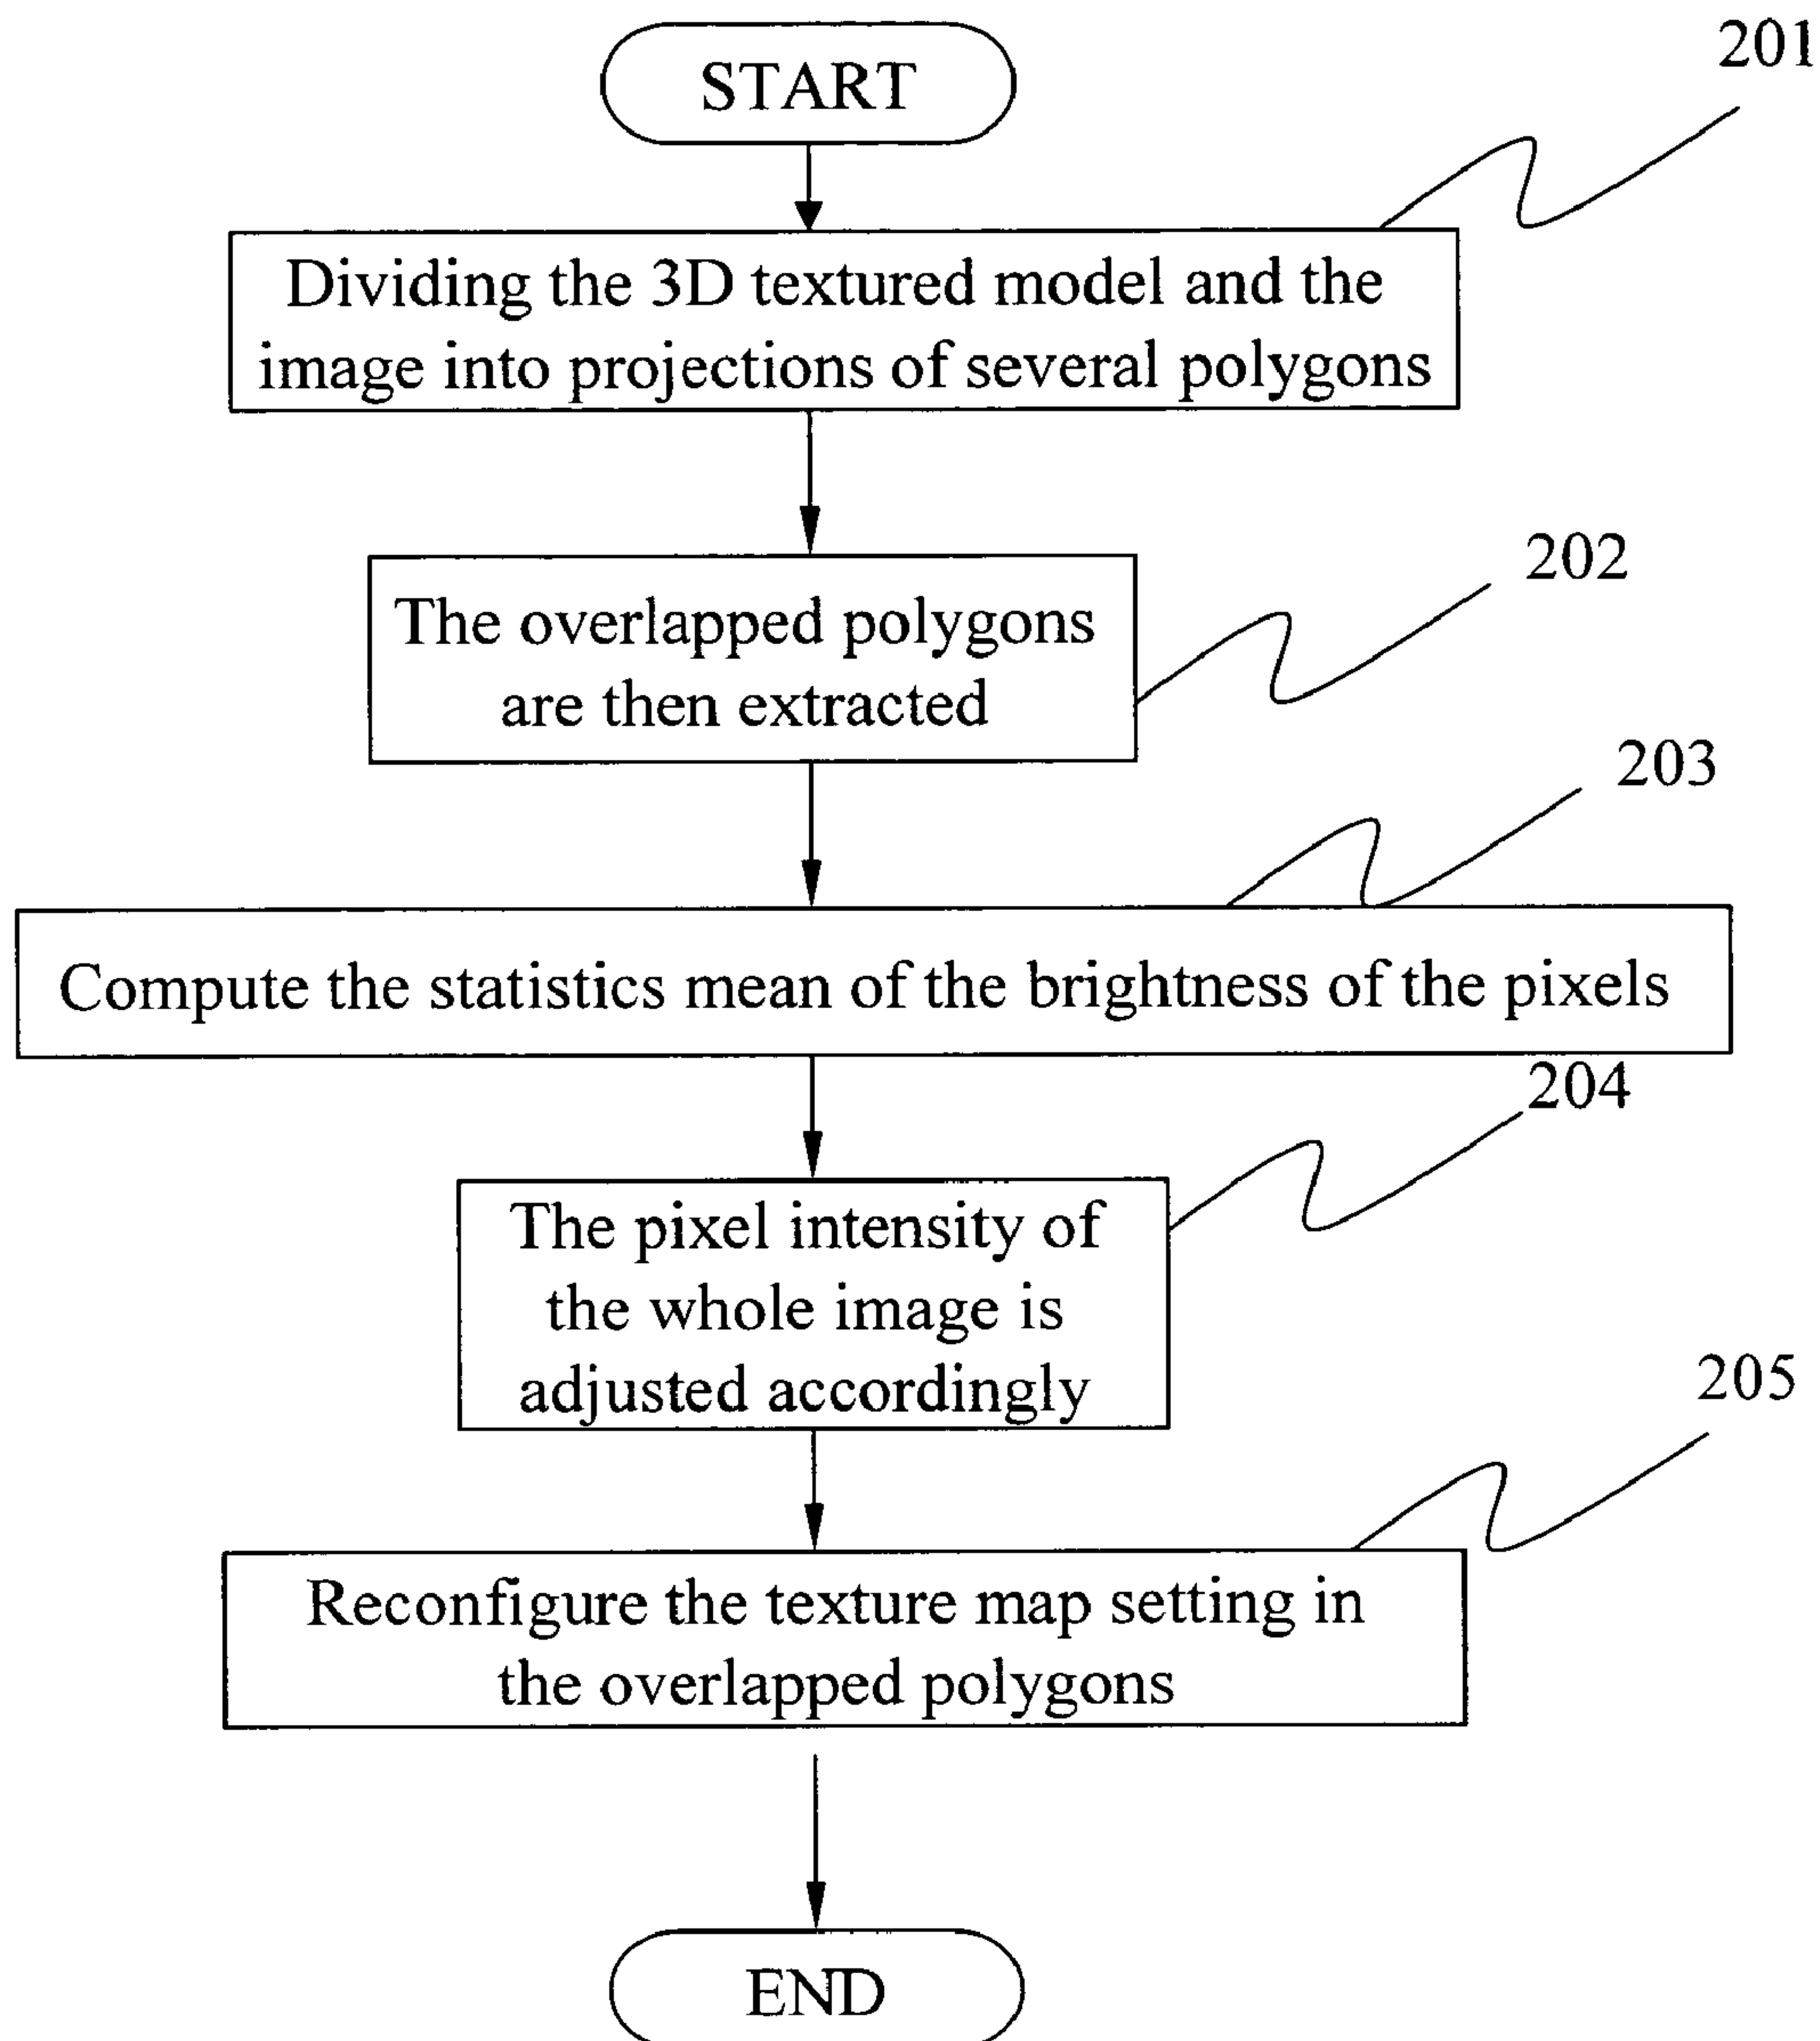 START
201
Dividing the 3D textured model and the
image into projections of several polygons
202
The overlapped polygons
are then extracted
203
Compute the statistics mean of the brightness of the pixels
204
The pixel intensity of
the whole image is
adjusted accordingly
205
Reconfigure the texture map setting in
the overlapped polygons
END